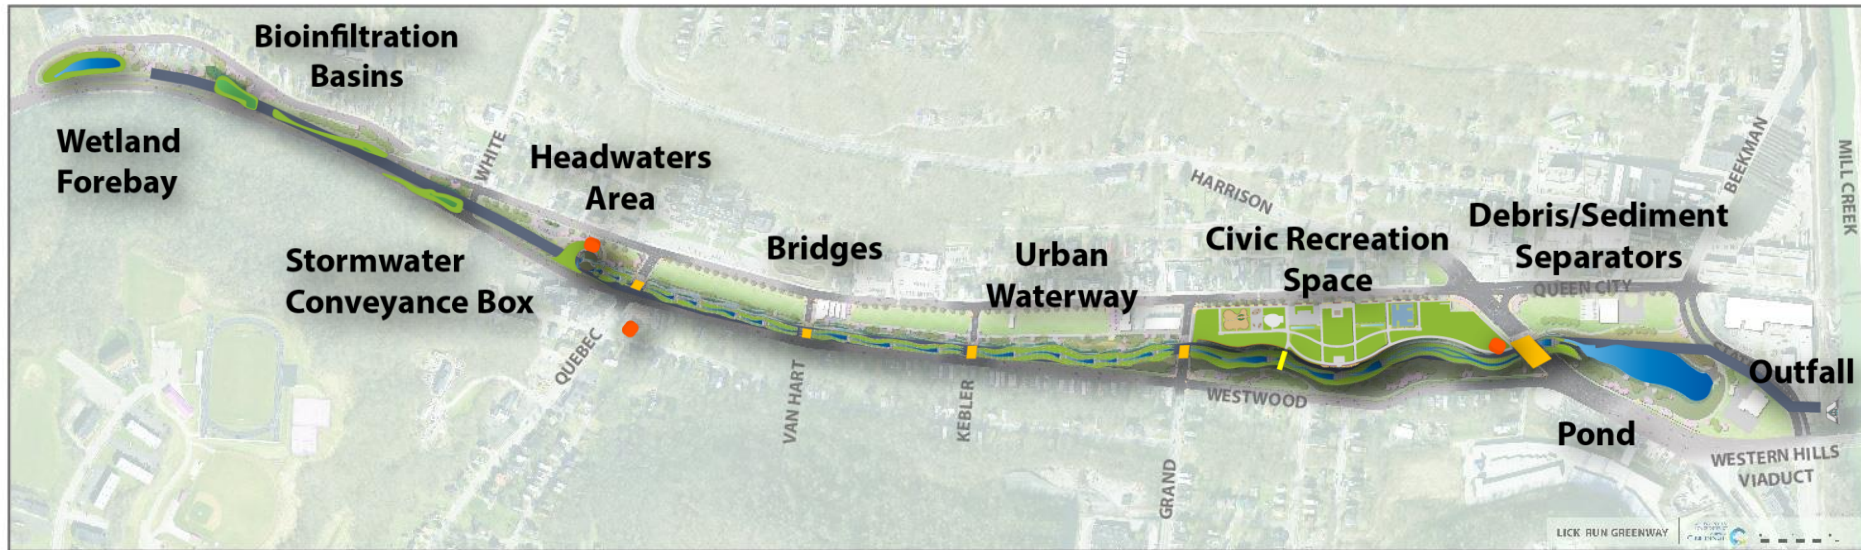 Bioinfiltration
Basins
Wetland
Forebay
WHITE
Headwaters
Area
Stormwater
Conveyance Box
QUEBEC
Bridges
VAN HART
KEBLER
Urban
Waterway
GRAND
HARRISON
Civic Recreation
Space
WESTWOOD
BEEKMAN
MILL CREEK
Debris/Sediment
Separators
QUEEN CITY
Outfall
Pond
WESTERN HILLS
VIADUCT
LICK RUN GREENWAY